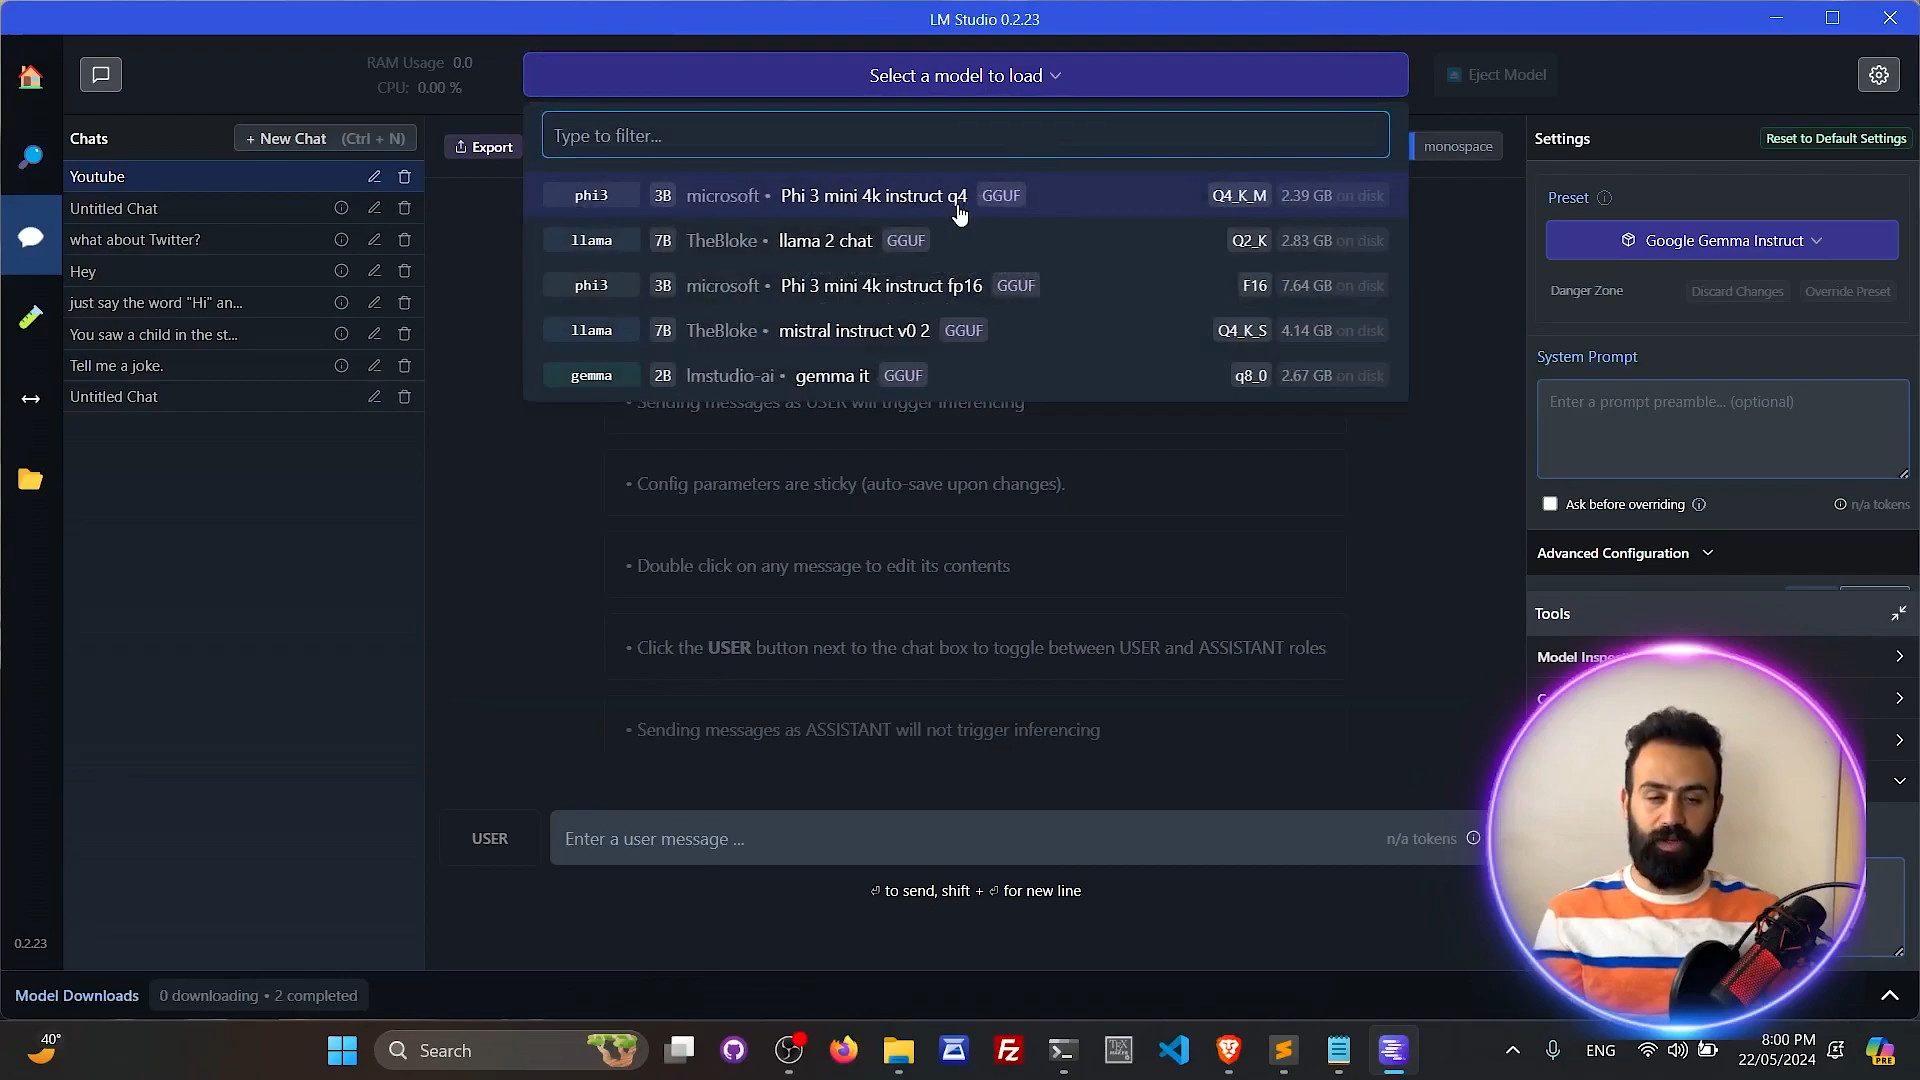 LM Studio 0.2.23
RAM Usage 0.0
CPU: 0.00 %
Select a model to load
Eject Model
Type to filter...
Chats
+ New Chat (Ctrl + N)
Export
monospace
Settings
Reset to Default Settings
Youtube
Untitled Chat
what about Twitter?
Hey
just say the word "Hi" an...
You saw a child in the st...
Tell me a joke.
Untitled Chat
phi3 3B microsoft • Phi 3 mini 4k instruct q4 GGUF Q4_K_M 2.39 GB on disk
llama 7B TheBloke • llama 2 chat GGUF Q2_K 2.83 GB on disk
phi3 3B microsoft • Phi 3 mini 4k instruct fp16 GGUF F16 7.64 GB on disk
llama 7B TheBloke • mistral instruct v0 2 GGUF Q4_K_S 4.14 GB on disk
gemma 2B lmstudio-ai • gemma it GGUF q8_0 2.67 GB on disk
• Sending messages as USER will trigger inferencing
• Config parameters are sticky (auto-save upon changes).
• Double click on any message to edit its contents
• Click the USER button next to the chat box to toggle between USER and ASSISTANT roles
• Sending messages as ASSISTANT will not trigger inferencing
Preset
Google Gemma Instruct
Danger Zone
Discard Changes
Override Preset
System Prompt
Enter a prompt preamble... (optional)
Ask before overriding
n/a tokens
Advanced Configuration
Tools
Model Inspe
USER
Enter a user message ...
n/a tokens
⏎ to send, shift + ⏎ for new line
0.2.23
Model Downloads
0 downloading • 2 completed
40°
Search
ENG
8:00 PM
22/05/2024
PRE